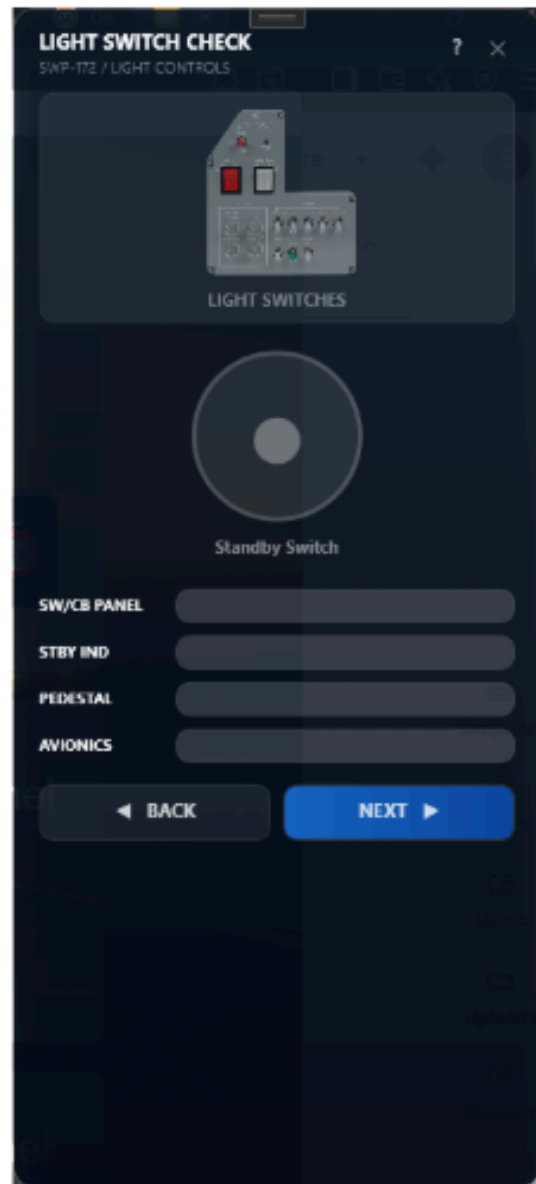 LIGHT SWITCH CHECK
?
×
SWP-172 / LIGHT CONTROLS
LIGHT SWITCHES
Standby Switch
SW/CB PANEL
STBY IND
PEDESTAL
AVIONICS
◀ BACK
NEXT ▶
Upload